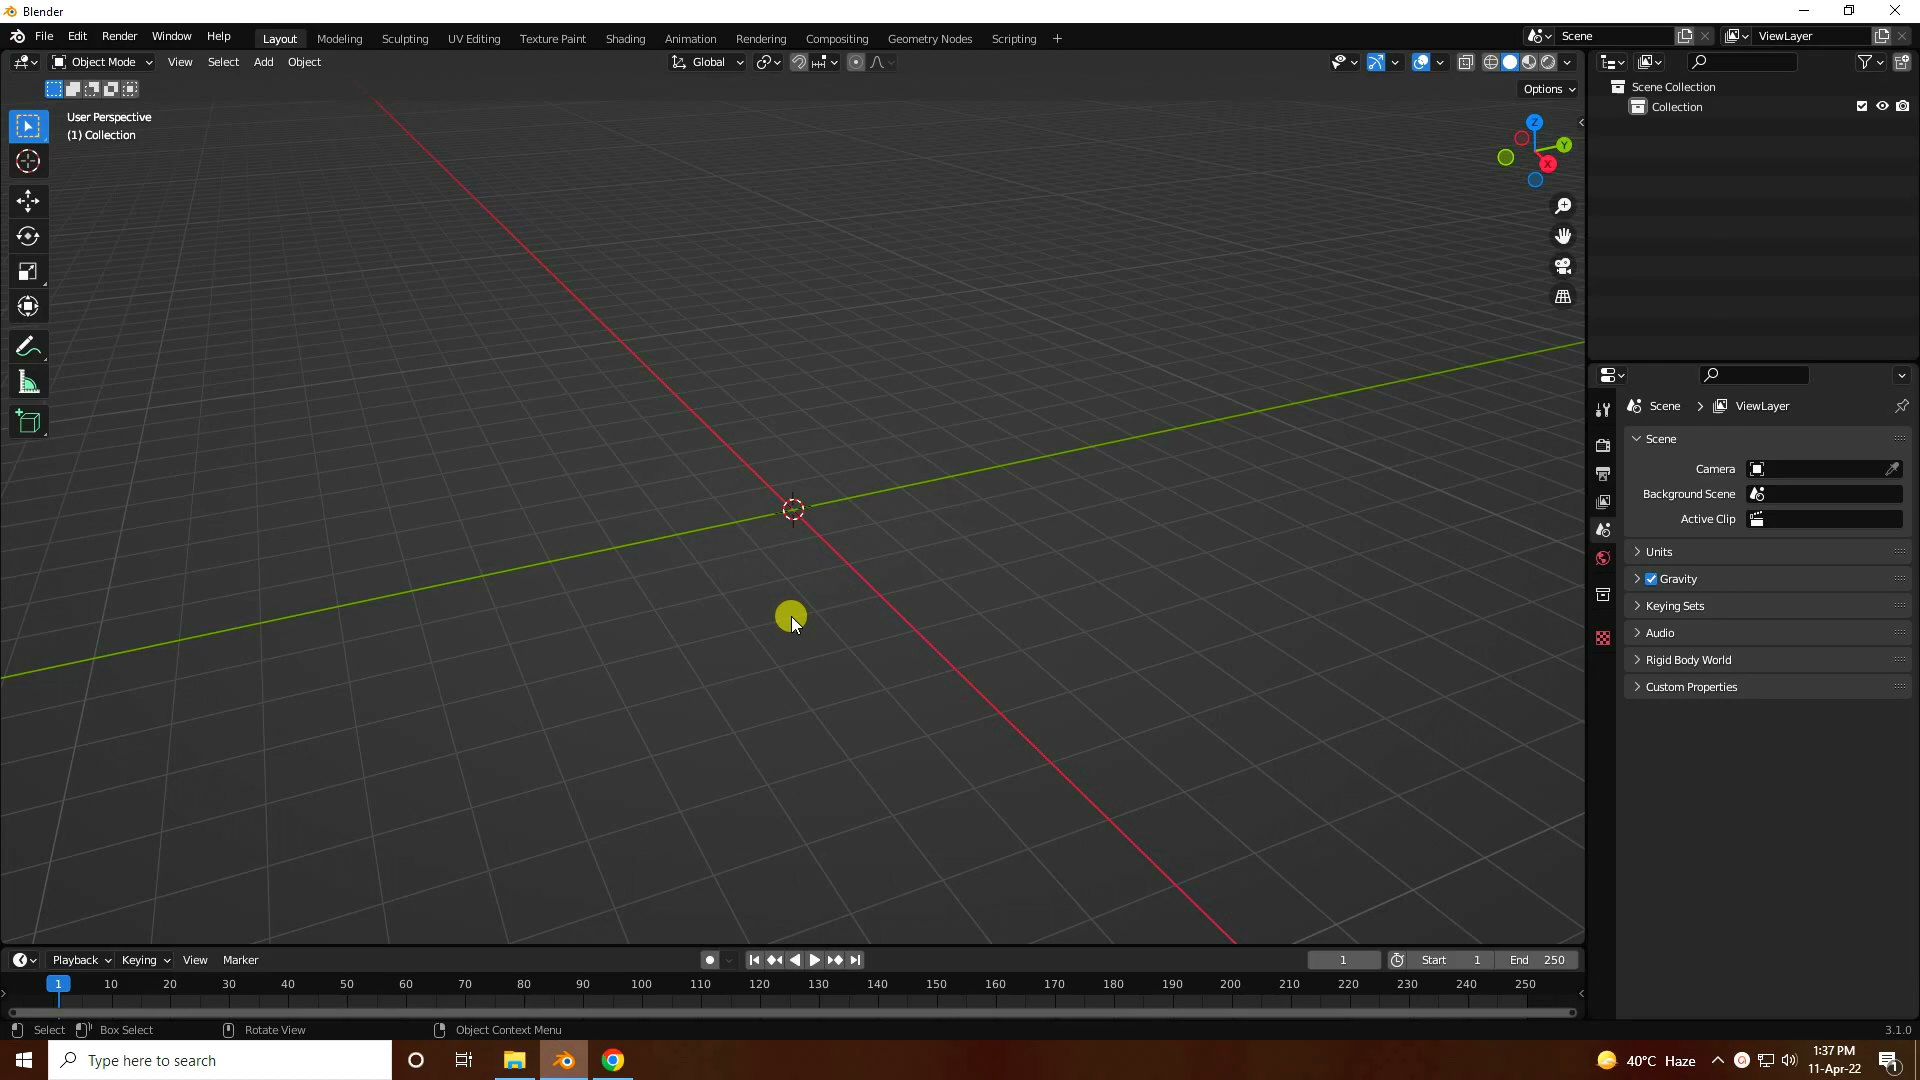 Blender
File Edit Render Window Help Layout Modeling Sculpting UV Editing Texture Paint Shading Animation Rendering Compositing Geometry Nodes Scripting + Scene ViewLayer
Object Mode View Select Add Object Global
Options
User Perspective
(1) Collection
Z
Y
X
Scene Collection
Collection
Scene > ViewLayer
Scene
Camera
Background Scene
Active Clip
Units
Gravity
Keying Sets
Audio
Rigid Body World
Custom Properties
Playback Keying View Marker 1 Start 1 End 250
1 10 20 30 40 50 60 70 80 90 100 110 120 130 140 150 160 170 180 190 200 210 220 230 240 250
Select Box Select Rotate View Object Context Menu 3.1.0
Type here to search
40°C Haze
1:37 PM
11-Apr-22
1